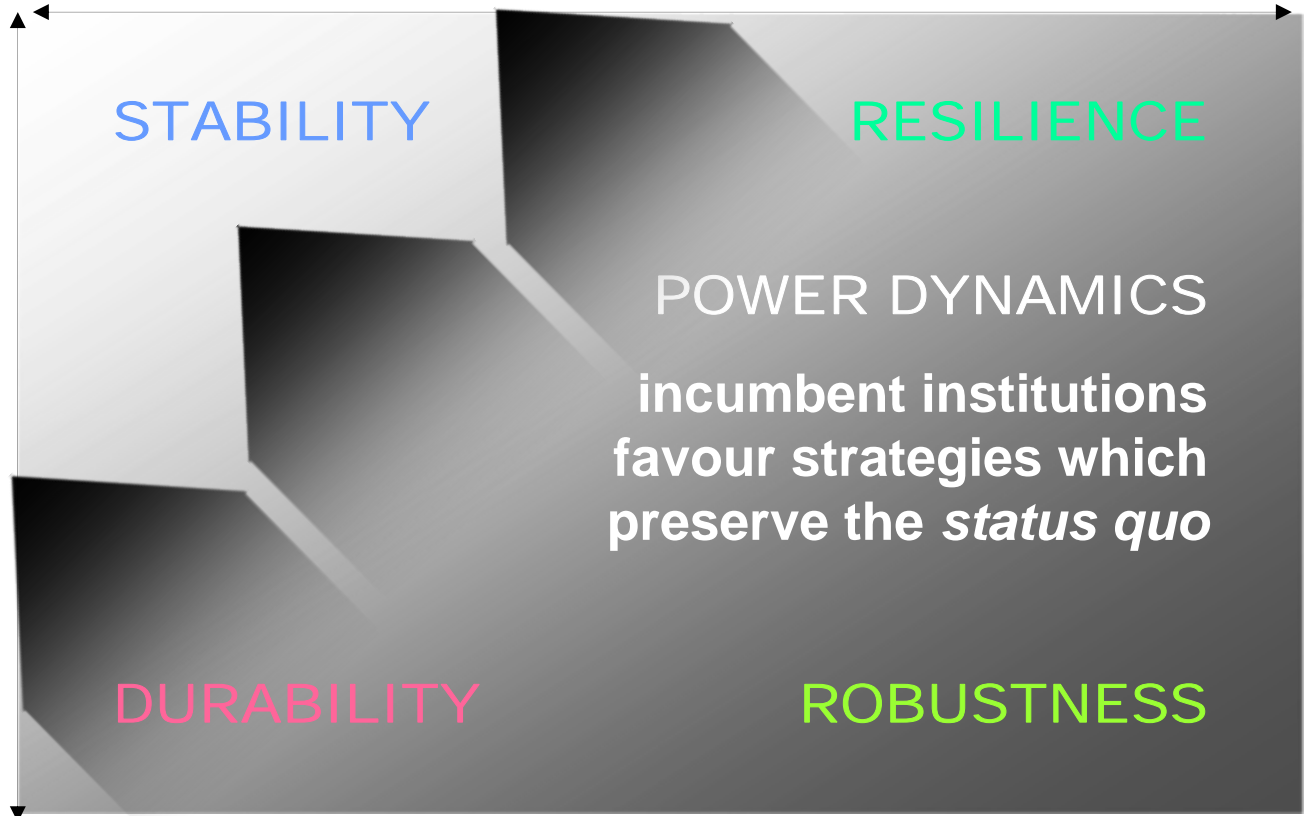 STABILITY
RESILIENCE
POWER DYNAMICS
incumbent institutions
favour strategies which
preserve the status quo
DURABILITY
ROBUSTNESS